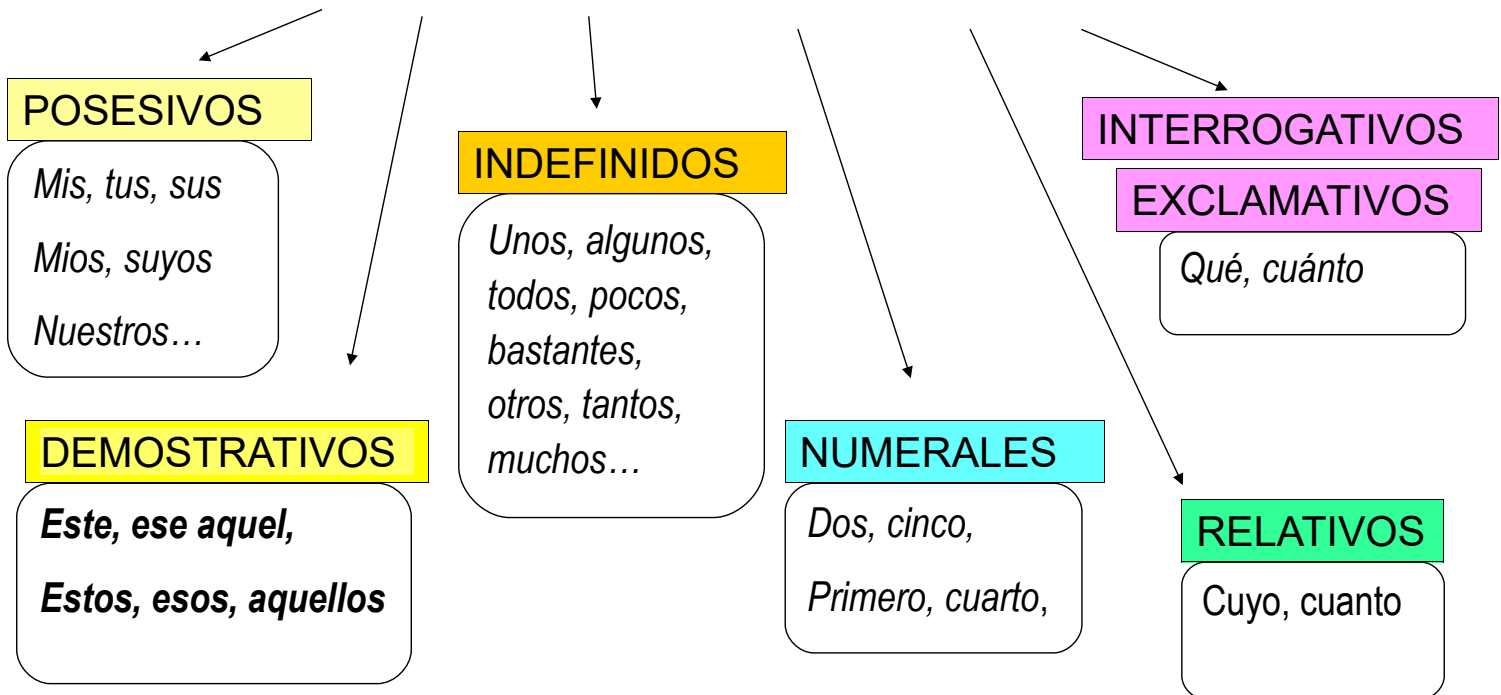 POSESIVOS
Mis, tus, sus
Mios, suyos
Nuestros…
DEMOSTRATIVOS
Este, ese aquel,
Estos, esos, aquellos
INDEFINIDOS
Unos, algunos,
todos, pocos,
bastantes,
otros, tantos,
muchos…
NUMERALES
Dos, cinco,
Primero, cuarto,
INTERROGATIVOS
EXCLAMATIVOS
Qué, cuánto
RELATIVOS
Cuyo, cuanto